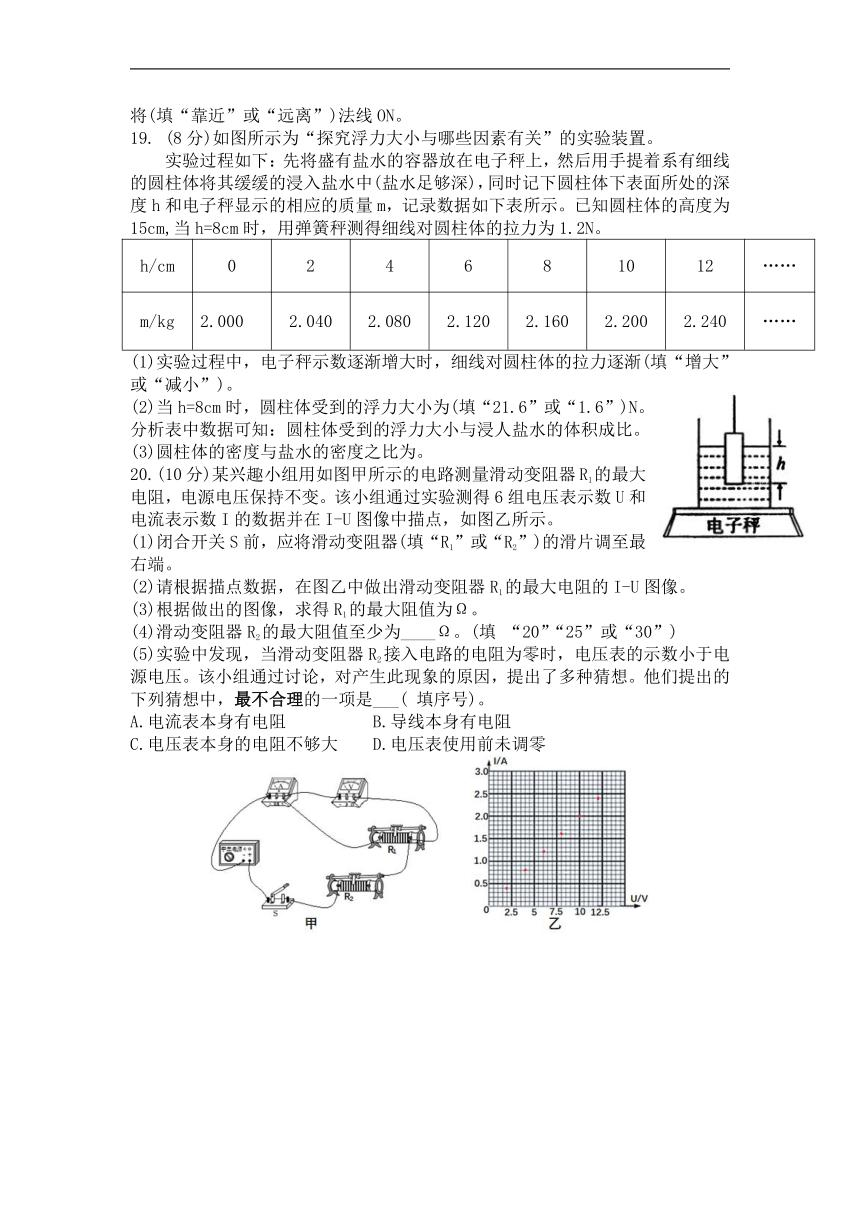 将(填“靠近”或“远离”)法线ON。
19. (8分)如图所示为“探究浮力大小与哪些因素有关”的实验装置。
实验过程如下:先将盛有盐水的容器放在电子秤上,然后用手提着系有细线
的圆柱体将其缓缓的浸入盐水中(盐水足够深),同时记下圆柱体下表面所处的深
度h和电子秤显示的相应的质量m,记录数据如下表所示。已知圆柱体的高度为
15cm,当h=8cm时,用弹簧秤测得细线对圆柱体的拉力为1.2N。
h/cm 0 2 4 6 8 10 12 ……
m/kg 2.000 2.040 2.080 2.120 2.160 2.200 2.240 ……
(1)实验过程中,电子秤示数逐渐增大时,细线对圆柱体的拉力逐渐(填“增大”
或“减小”)。
(2)当h=8cm时,圆柱体受到的浮力大小为(填“21.6”或“1.6”)N。
分析表中数据可知:圆柱体受到的浮力大小与浸人盐水的体积成比。
(3)圆柱体的密度与盐水的密度之比为。
h
电子秤
20.(10分)某兴趣小组用如图甲所示的电路测量滑动变阻器R₁的最大
电阻,电源电压保持不变。该小组通过实验测得6组电压表示数U和
电流表示数I的数据并在I-U图像中描点,如图乙所示。
(1)闭合开关S前,应将滑动变阻器(填“R₁”或“R₂”)的滑片调至最
右端。
(2)请根据描点数据,在图乙中做出滑动变阻器R₁的最大电阻的I-U图像。
(3)根据做出的图像,求得R₁的最大阻值为Ω。
(4)滑动变阻器R₂的最大阻值至少为____Ω。(填 “20”“25”或“30”)
(5)实验中发现,当滑动变阻器R₂接入电路的电阻为零时,电压表的示数小于电
源电压。该小组通过讨论,对产生此现象的原因,提出了多种猜想。他们提出的
下列猜想中,最不合理的一项是___( 填序号)。
A.电流表本身有电阻 B.导线本身有电阻
C.电压表本身的电阻不够大 D.电压表使用前未调零
R₁
R₂
S
甲
I/A
3.0
2.5
2.0
1.5
1.0
0.5
0 2.5 5 7.5 10 12.5
U/V
乙